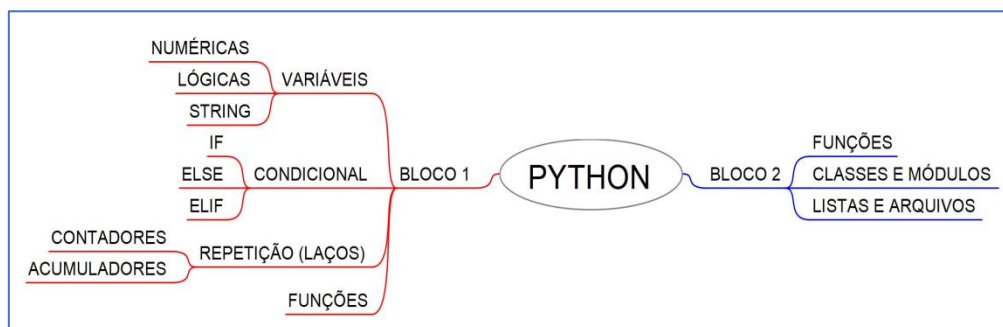 PYTHON
BLOCO 1
VARIÁVEIS
NUMÉRICAS
LÓGICAS
STRING
CONDICIONAL
IF
ELSE
ELIF
REPETIÇÃO (LAÇOS)
CONTADORES
ACUMULADORES
FUNÇÕES
BLOCO 2
FUNÇÕES
CLASSES E MÓDULOS
LISTAS E ARQUIVOS